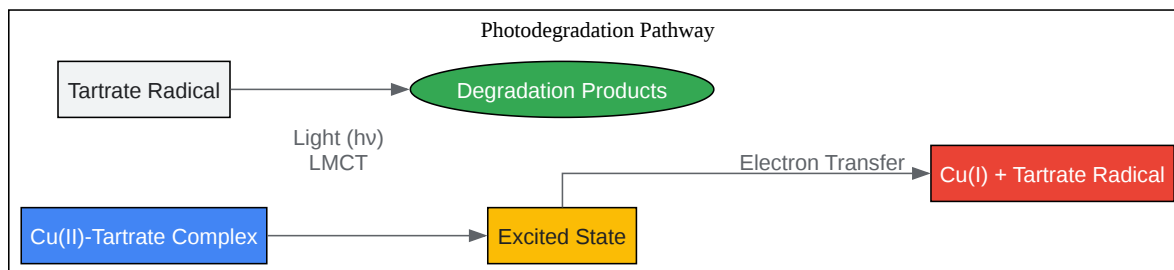 Photodegradation Pathway
Tartrate Radical
Degradation Products
Light (hν)
LMCT
Electron Transfer
Cu(I) + Tartrate Radical
Cu(II)-Tartrate Complex
Excited State